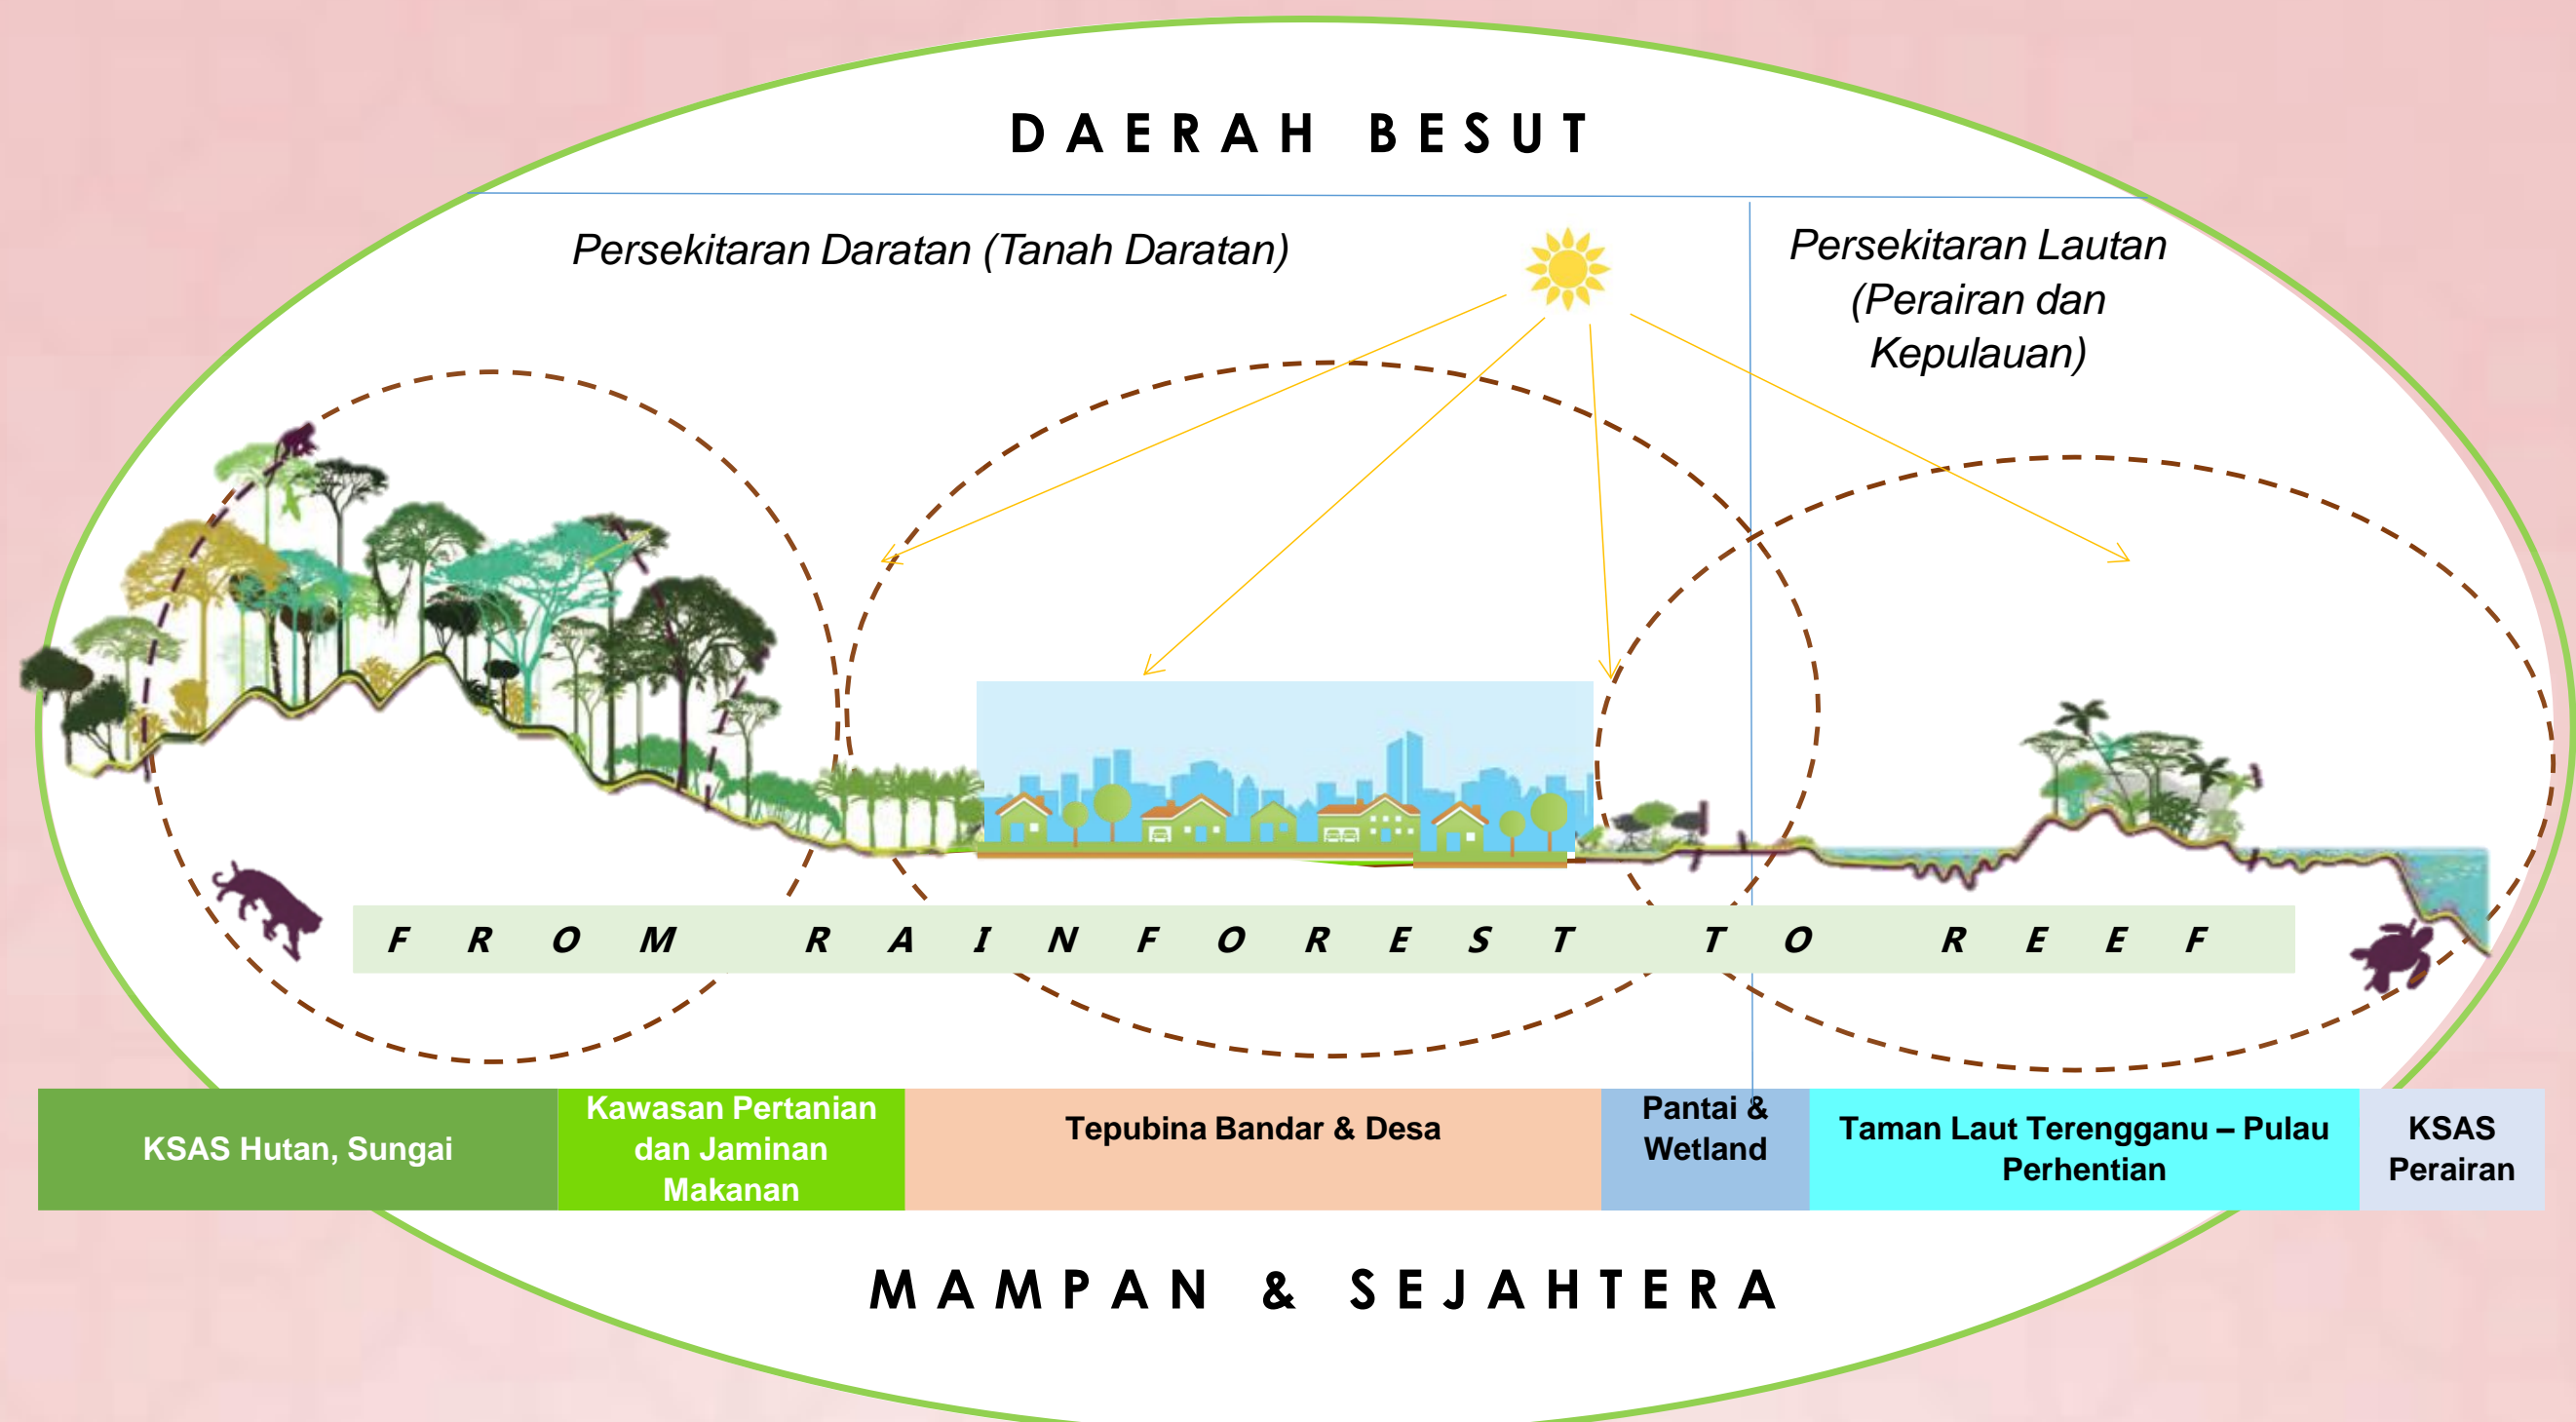 DAERAH BESUT
Persekitaran Daratan (Tanah Daratan)
Persekitaran Lautan
(Perairan dan
Kepulauan)
FROM RAINFOREST TO REEF
KSAS Hutan, Sungai
Kawasan Pertanian
dan Jaminan
Makanan
Tepubina Bandar & Desa
Pantai &
Wetland
Taman Laut Terengganu – Pulau
Perhentian
KSAS
Perairan
MAMPAN & SEJAHTERA